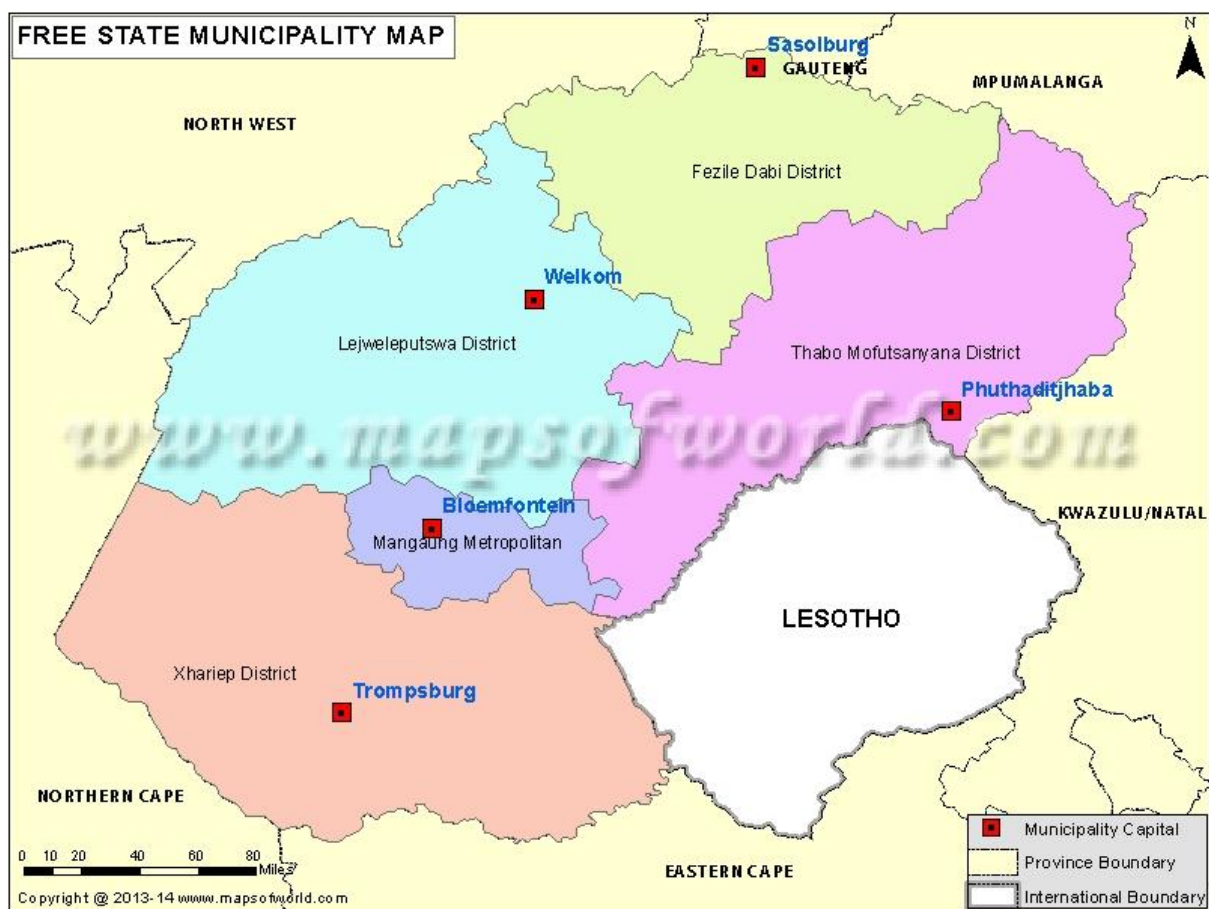 FREE STATE MUNICIPALITY MAP
N
Sasolburg
GAUTENG
MPUMALANGA
NORTH WEST
Fezile Dabi District
Welkom
Lejweleputswa District
Thabo Mofutsanyana District
Phuthaditjhaba
www.mapsofworld.com
Bloemfontein
Mangaung Metropolitan
KWAZULU/NATAL
LESOTHO
Xhariep District
Trompsburg
NORTHERN CAPE
EASTERN CAPE
0 10 20 40 60 80
Miles
Copyright @ 2013-14 www.mapsofworld.com
Municipality Capital
Province Boundary
International Boundary